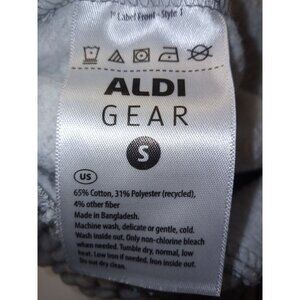 Label Front - Style 1
ALDI
GEAR
S
US
65% Cotton, 31% Polyester (recycled),
4% other fiber
Made in Bangladesh.
Machine wash, delicate or gentle, cold.
Wash inside out. Only non-chlorine bleach
when needed. Tumble dry, normal, low
heat. Low iron if needed. Iron inside out.
Do not dry clean.